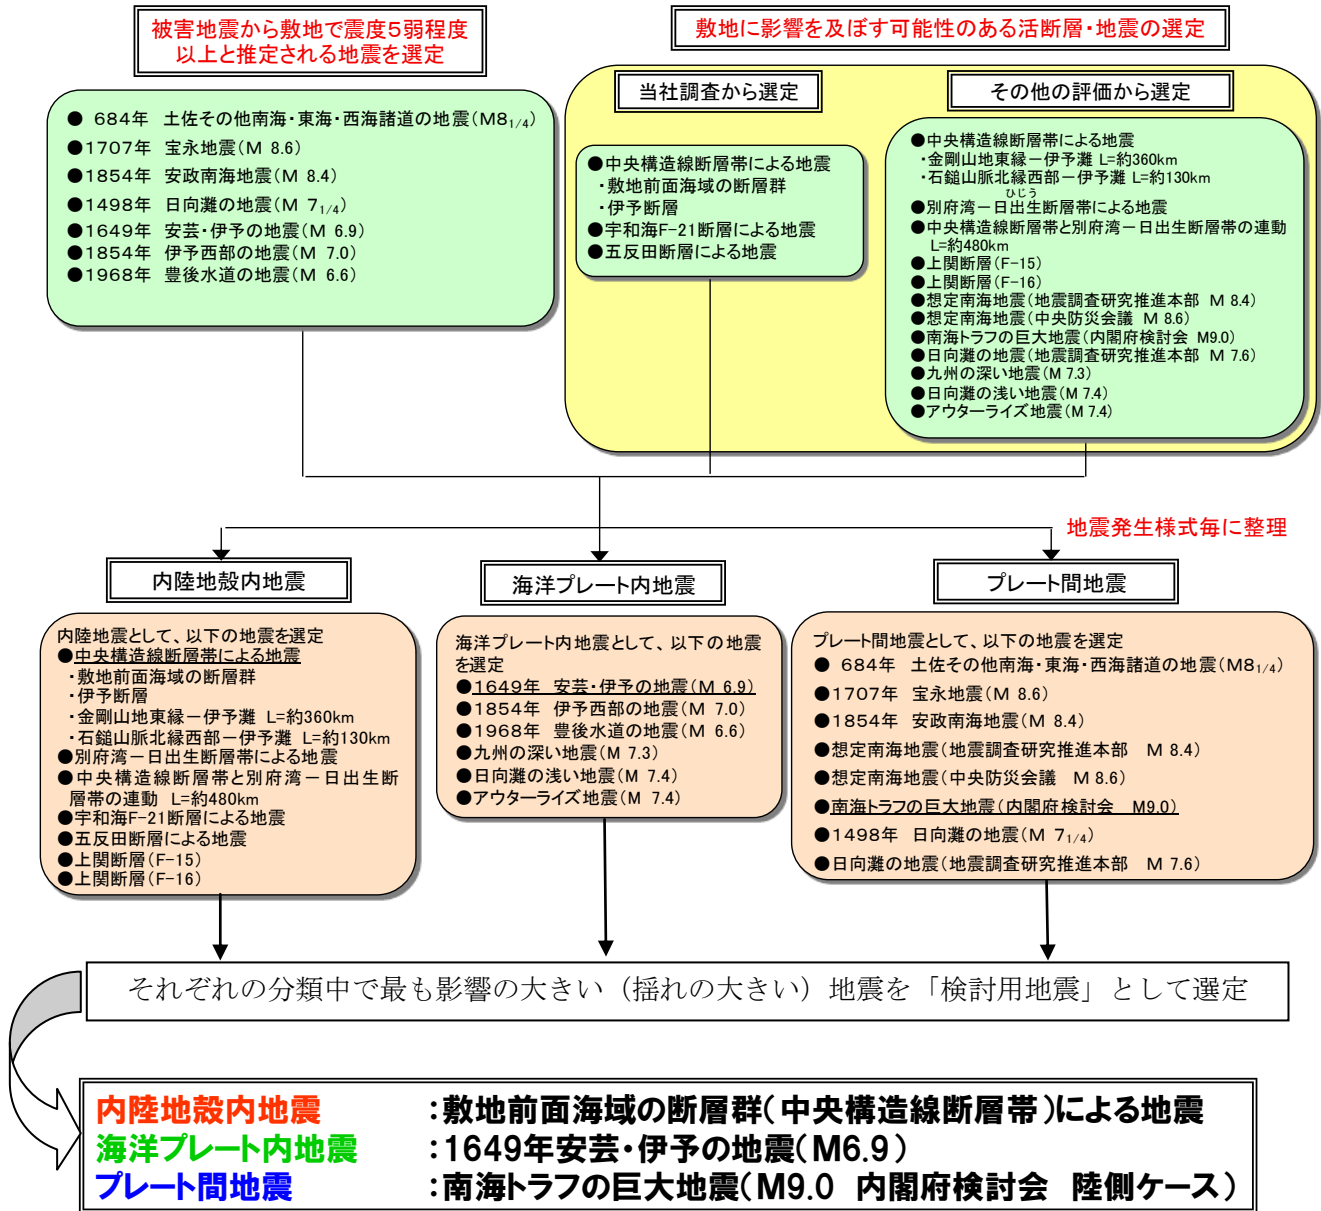 被害地震から敷地で震度5弱程度
以上と推定される地震を選定
● 684年 土佐その他南海・東海・西海諸道の地震(M8 1/4)
●1707年 宝永地震(M 8.6)
●1854年 安政南海地震(M 8.4)
●1498年 日向灘の地震(M 7 1/4)
●1649年 安芸・伊予の地震(M 6.9)
●1854年 伊予西部の地震(M 7.0)
●1968年 豊後水道の地震(M 6.6)
敷地に影響を及ぼす可能性のある活断層・地震の選定
当社調査から選定
●中央構造線断層帯による地震
・敷地前面海域の断層群
・伊予断層
●宇和海F-21断層による地震
●五反田断層による地震
その他の評価から選定
●中央構造線断層帯による地震
・金剛山地東縁-伊予灘 L=約360km
・石鎚山脈北縁西部-伊予灘 L=約130km
ひじう
●別府湾-日出生断層帯による地震
●中央構造線断層帯と別府湾-日出生断層帯の連動
L=約480km
●上関断層(F-15)
●上関断層(F-16)
●想定南海地震(地震調査研究推進本部 M 8.4)
●想定南海地震(中央防災会議 M 8.6)
●南海トラフの巨大地震(内閣府検討会 M9.0)
●日向灘の地震(地震調査研究推進本部 M 7.6)
●九州の深い地震(M 7.3)
●日向灘の浅い地震(M 7.4)
●アウターライズ地震(M 7.4)
地震発生様式毎に整理
内陸地殻内地震
内陸地震として、以下の地震を選定
●中央構造線断層帯による地震
・敷地前面海域の断層群
・伊予断層
・金剛山地東縁-伊予灘 L=約360km
・石鎚山脈北縁西部-伊予灘 L=約130km
●別府湾-日出生断層帯による地震
●中央構造線断層帯と別府湾-日出生断
層帯の連動 L=約480km
●宇和海F-21断層による地震
●五反田断層による地震
●上関断層(F-15)
●上関断層(F-16)
海洋プレート内地震
海洋プレート内地震として、以下の地震
を選定
●1649年 安芸・伊予の地震(M 6.9)
●1854年 伊予西部の地震(M 7.0)
●1968年 豊後水道の地震(M 6.6)
●九州の深い地震(M 7.3)
●日向灘の浅い地震(M 7.4)
●アウターライズ地震(M 7.4)
プレート間地震
プレート間地震として、以下の地震を選定
● 684年 土佐その他南海・東海・西海諸道の地震(M8 1/4)
●1707年 宝永地震(M 8.6)
●1854年 安政南海地震(M 8.4)
●想定南海地震(地震調査研究推進本部 M 8.4)
●想定南海地震(中央防災会議 M 8.6)
●南海トラフの巨大地震(内閣府検討会 M9.0)
●1498年 日向灘の地震(M 7 1/4)
●日向灘の地震(地震調査研究推進本部 M 7.6)
それぞれの分類中で最も影響の大きい(揺れの大きい)地震を「検討用地震」として選定
内陸地殻内地震 :敷地前面海域の断層群(中央構造線断層帯)による地震
海洋プレート内地震 :1649年安芸・伊予の地震(M6.9)
プレート間地震 :南海トラフの巨大地震(M9.0 内閣府検討会 陸側ケース)